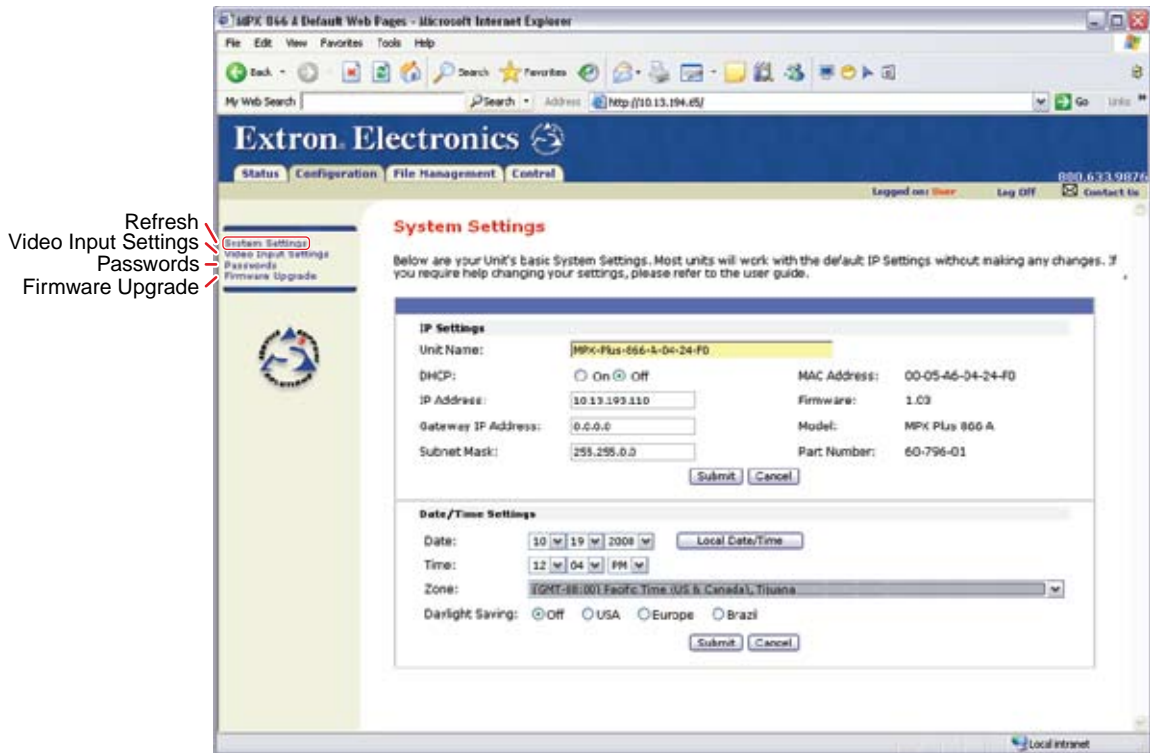 MPX 866 A Default Web Pages - Microsoft Internet Explorer
File Edit View Favorites Tools Help
Back Search Favorites
My Web Search Search Address http://10.13.194.65/ Go Links
Extron Electronics
Status Configuration File Management Control
800.633.9876
Logged on: User Log Off Contact Us
Refresh
Video Input Settings
Passwords
Firmware Upgrade
System Settings
Video Input Settings
Passwords
Firmware Upgrade
System Settings
Below are your Unit's basic System Settings. Most units will work with the default IP Settings without making any changes. If
you require help changing your settings, please refer to the user guide.
IP Settings
Unit Name: MPX-Plus-866-A-04-24-F0
DHCP: On Off MAC Address: 00-05-A6-04-24-F0
IP Address: 10.13.193.110 Firmware: 1.03
Gateway IP Address: 0.0.0.0 Model: MPX Plus 866 A
Subnet Mask: 255.255.0.0 Part Number: 60-796-01
Submit Cancel
Date/Time Settings
Date: 10 19 2008 Local Date/Time
Time: 12 04 PM
Zone: (GMT-08:00) Pacific Time (US & Canada), Tijuana
Daylight Saving: Off USA Europe Brazil
Submit Cancel
Local intranet